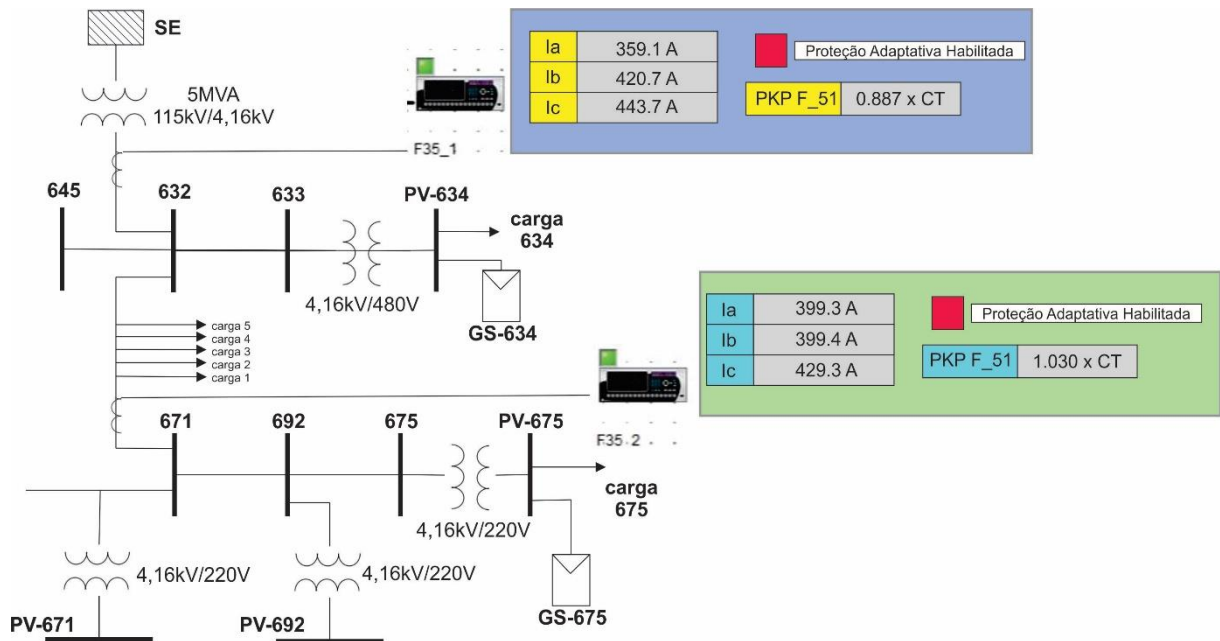 SE
5MVA
115kV/4,16kV
F35_1
Ia 359.1 A
Ib 420.7 A
Ic 443.7 A
Proteção Adaptativa Habilitada
PKP F_51 0.887 x CT
645
632
633
PV-634
carga
634
4,16kV/480V
GS-634
carga 5
carga 4
carga 3
carga 2
carga 1
F35 2
Ia 399.3 A
Ib 399.4 A
Ic 429.3 A
Proteção Adaptativa Habilitada
PKP F_51 1.030 x CT
671
692
675
PV-675
carga
675
4,16kV/220V
GS-675
4,16kV/220V
4,16kV/220V
PV-671
PV-692